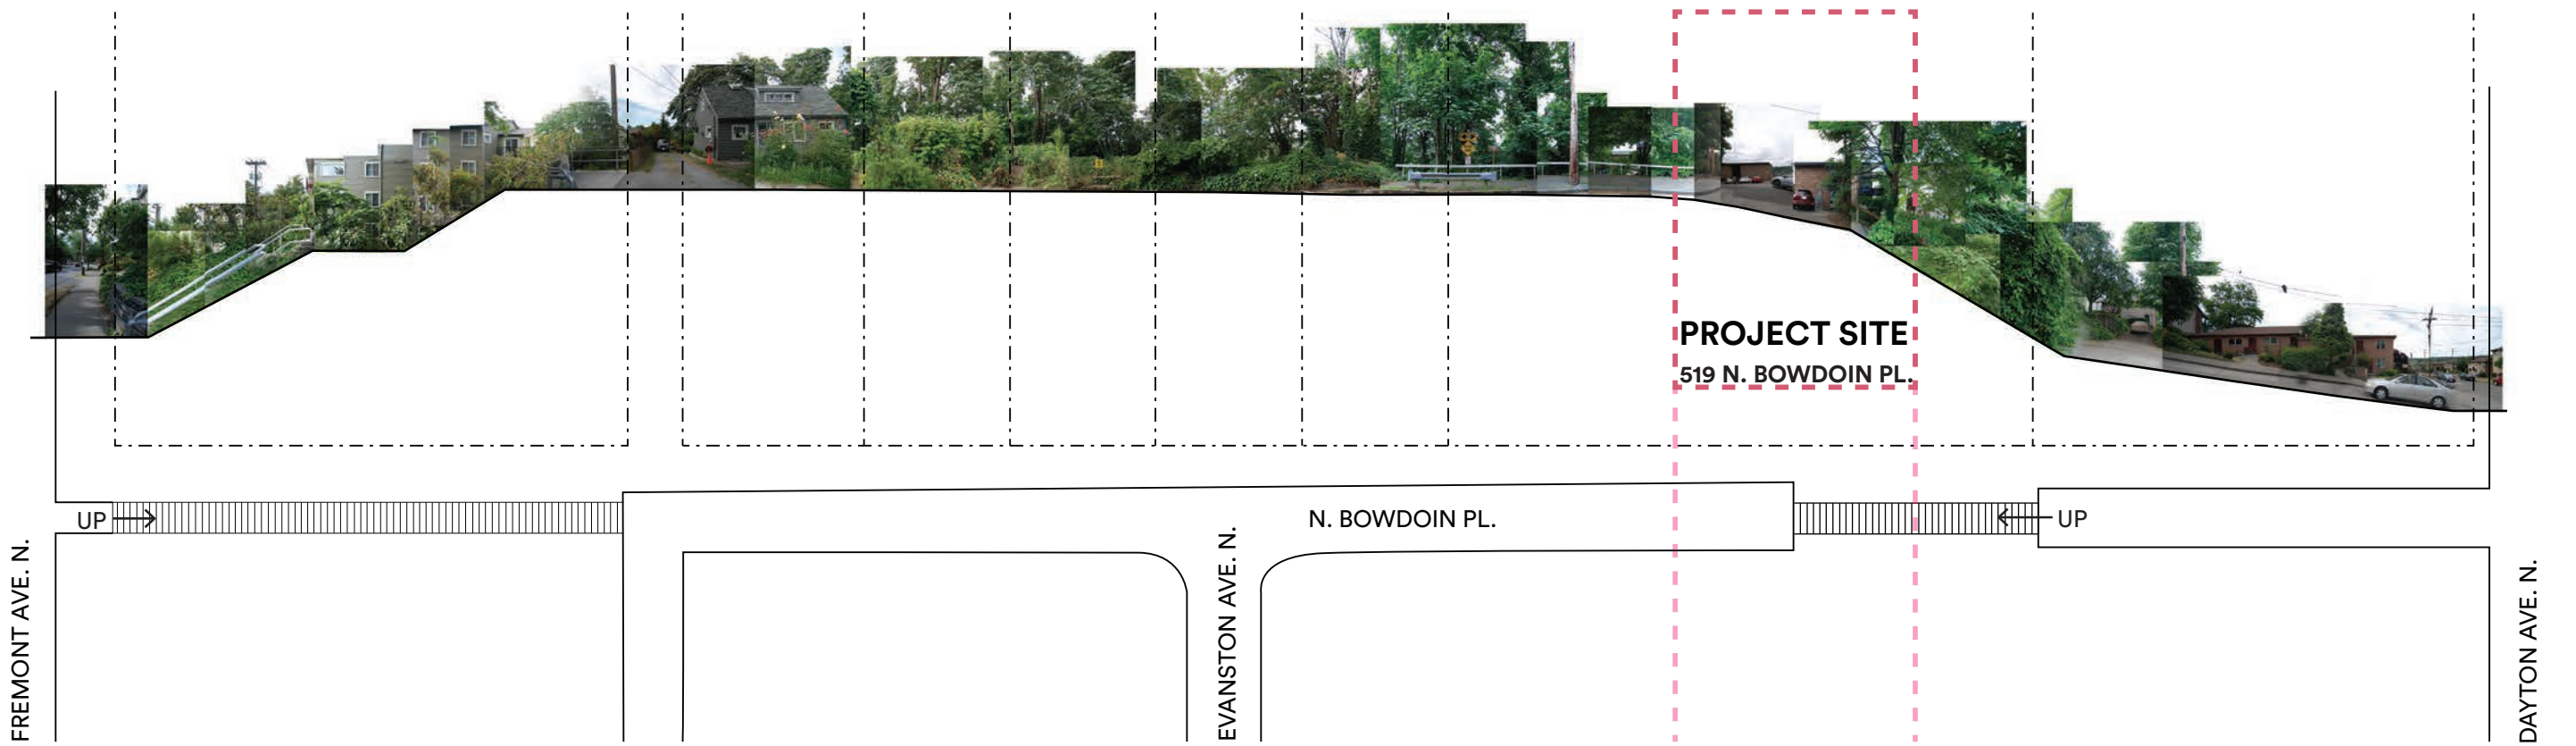 PROJECT SITE
519 N. BOWDOIN PL.
UP
N. BOWDOIN PL.
UP
FREMONT AVE. N.
EVANSTON AVE. N.
DAYTON AVE. N.